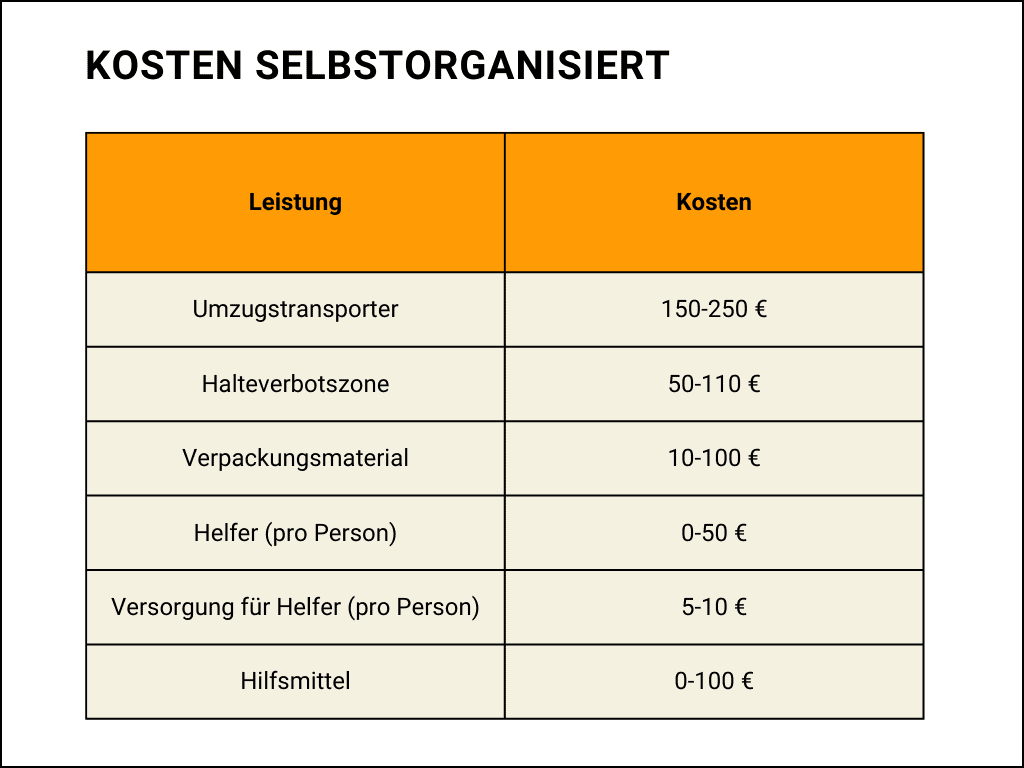 KOSTEN SELBSTORGANISIERT
Leistung Kosten
Umzugstransporter 150-250 €
Halteverbotszone 50-110 €
Verpackungsmaterial 10-100 €
Helfer (pro Person) 0-50 €
Versorgung für Helfer (pro Person) 5-10 €
Hilfsmittel 0-100 €